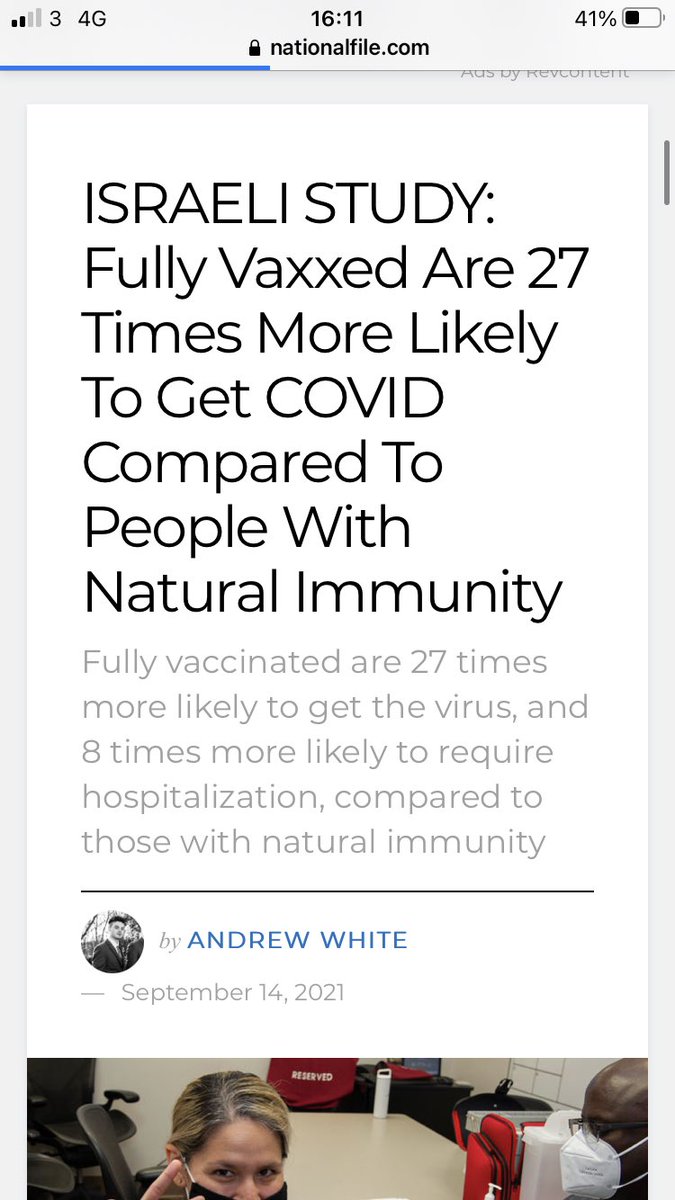 3 4G 16:11 41%
nationalfile.com
Ads by Revcontent
ISRAELI STUDY:
Fully Vaxxed Are 27
Times More Likely
To Get COVID
Compared To
People With
Natural Immunity
Fully vaccinated are 27 times
more likely to get the virus, and
8 times more likely to require
hospitalization, compared to
those with natural immunity
by ANDREW WHITE
— September 14, 2021
RESERVED